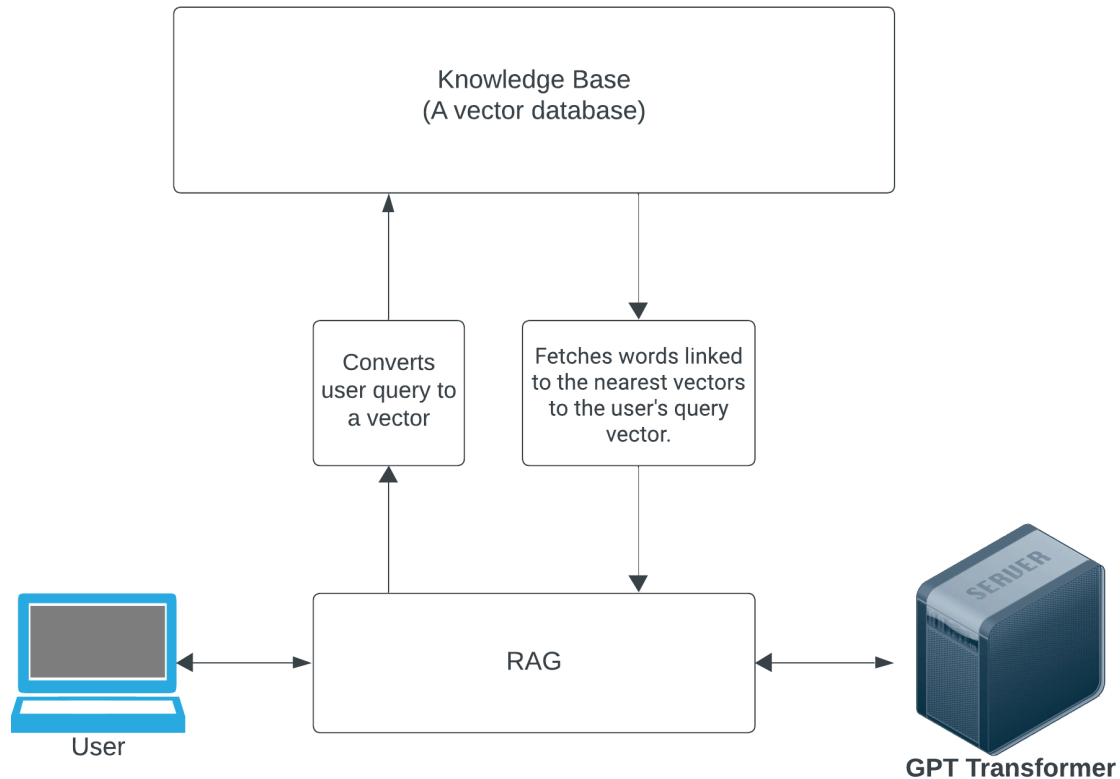 Knowledge Base
(A vector database)
Converts
user query to
a vector
Fetches words linked
to the nearest vectors
to the user's query
vector.
SERVER
RAG
User
GPT Transformer